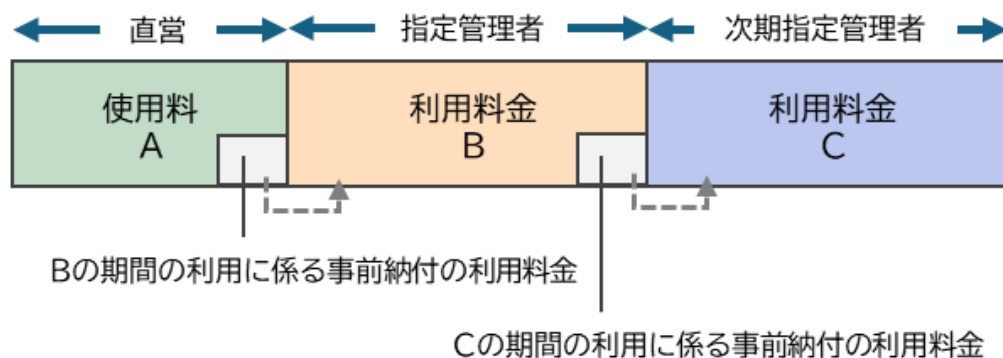 直営
指定管理者
次期指定管理者
使用料
A
利用料金
B
利用料金
C
Bの期間の利用に係る事前納付の利用料金
Cの期間の利用に係る事前納付の利用料金